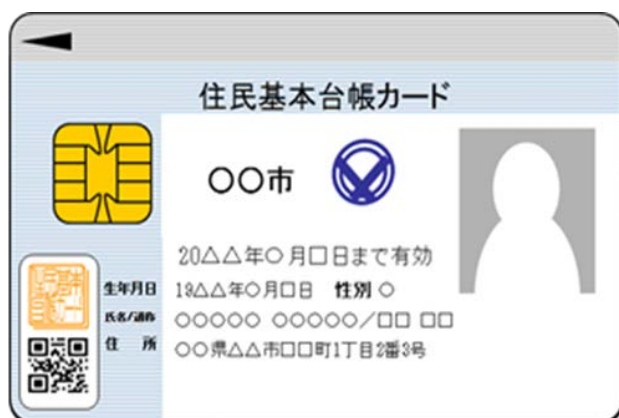 住民基本台帳カード
〇〇市
20△△年〇月□日まで有効
生年月日 19△△年〇月□日 性別 〇
氏名/通称 〇〇〇〇〇 〇〇〇〇〇/□□ □□
住 所 〇〇県△△市□□町1丁目2番3号